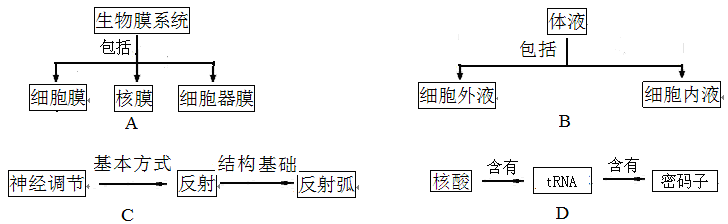 生物膜系统
包括
细胞膜 核膜 细胞器膜
A
体液
包括
细胞外液 细胞内液
B
神经调节 基本方式 反射 结构基础 反射弧
C
核酸 含有 tRNA 含有 密码子
D